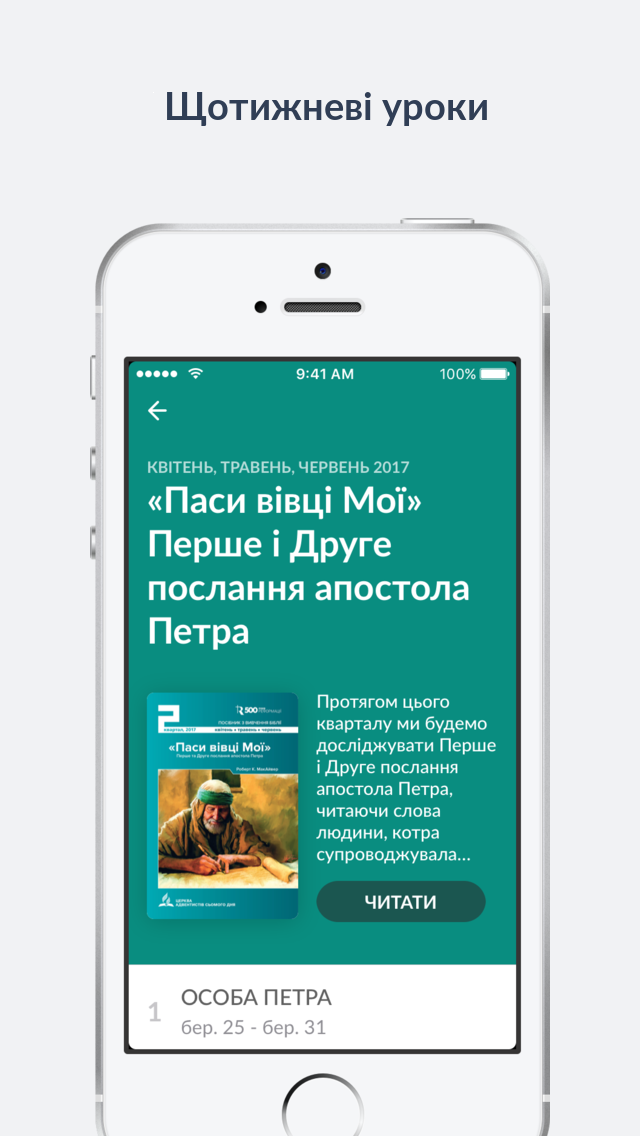 Щотижневі уроки
9:41 AM
100%
КВІТЕНЬ, ТРАВЕНЬ, ЧЕРВЕНЬ 2017
«Паси вівці Мої»
Перше і Друге
послання апостола
Петра
2
500
ПОСІБНИК З ВИВЧЕННЯ БІБЛІЇ
квартал, 2017
квітень • травень • червень
«Паси вівці Мої»
Перше та Друге послання апостола Петра
Роберт К. МакАйвер
ЦЕРКВА
АДВЕНТИСТІВ СЬОМОГО ДНЯ
Протягом цього
кварталу ми будемо
досліджувати Перше
і Друге послання
апостола Петра,
читаючи слова
людини, котра
супроводжувала...
ЧИТАТИ
1
ОСОБА ПЕТРА
бер. 25 - бер. 31